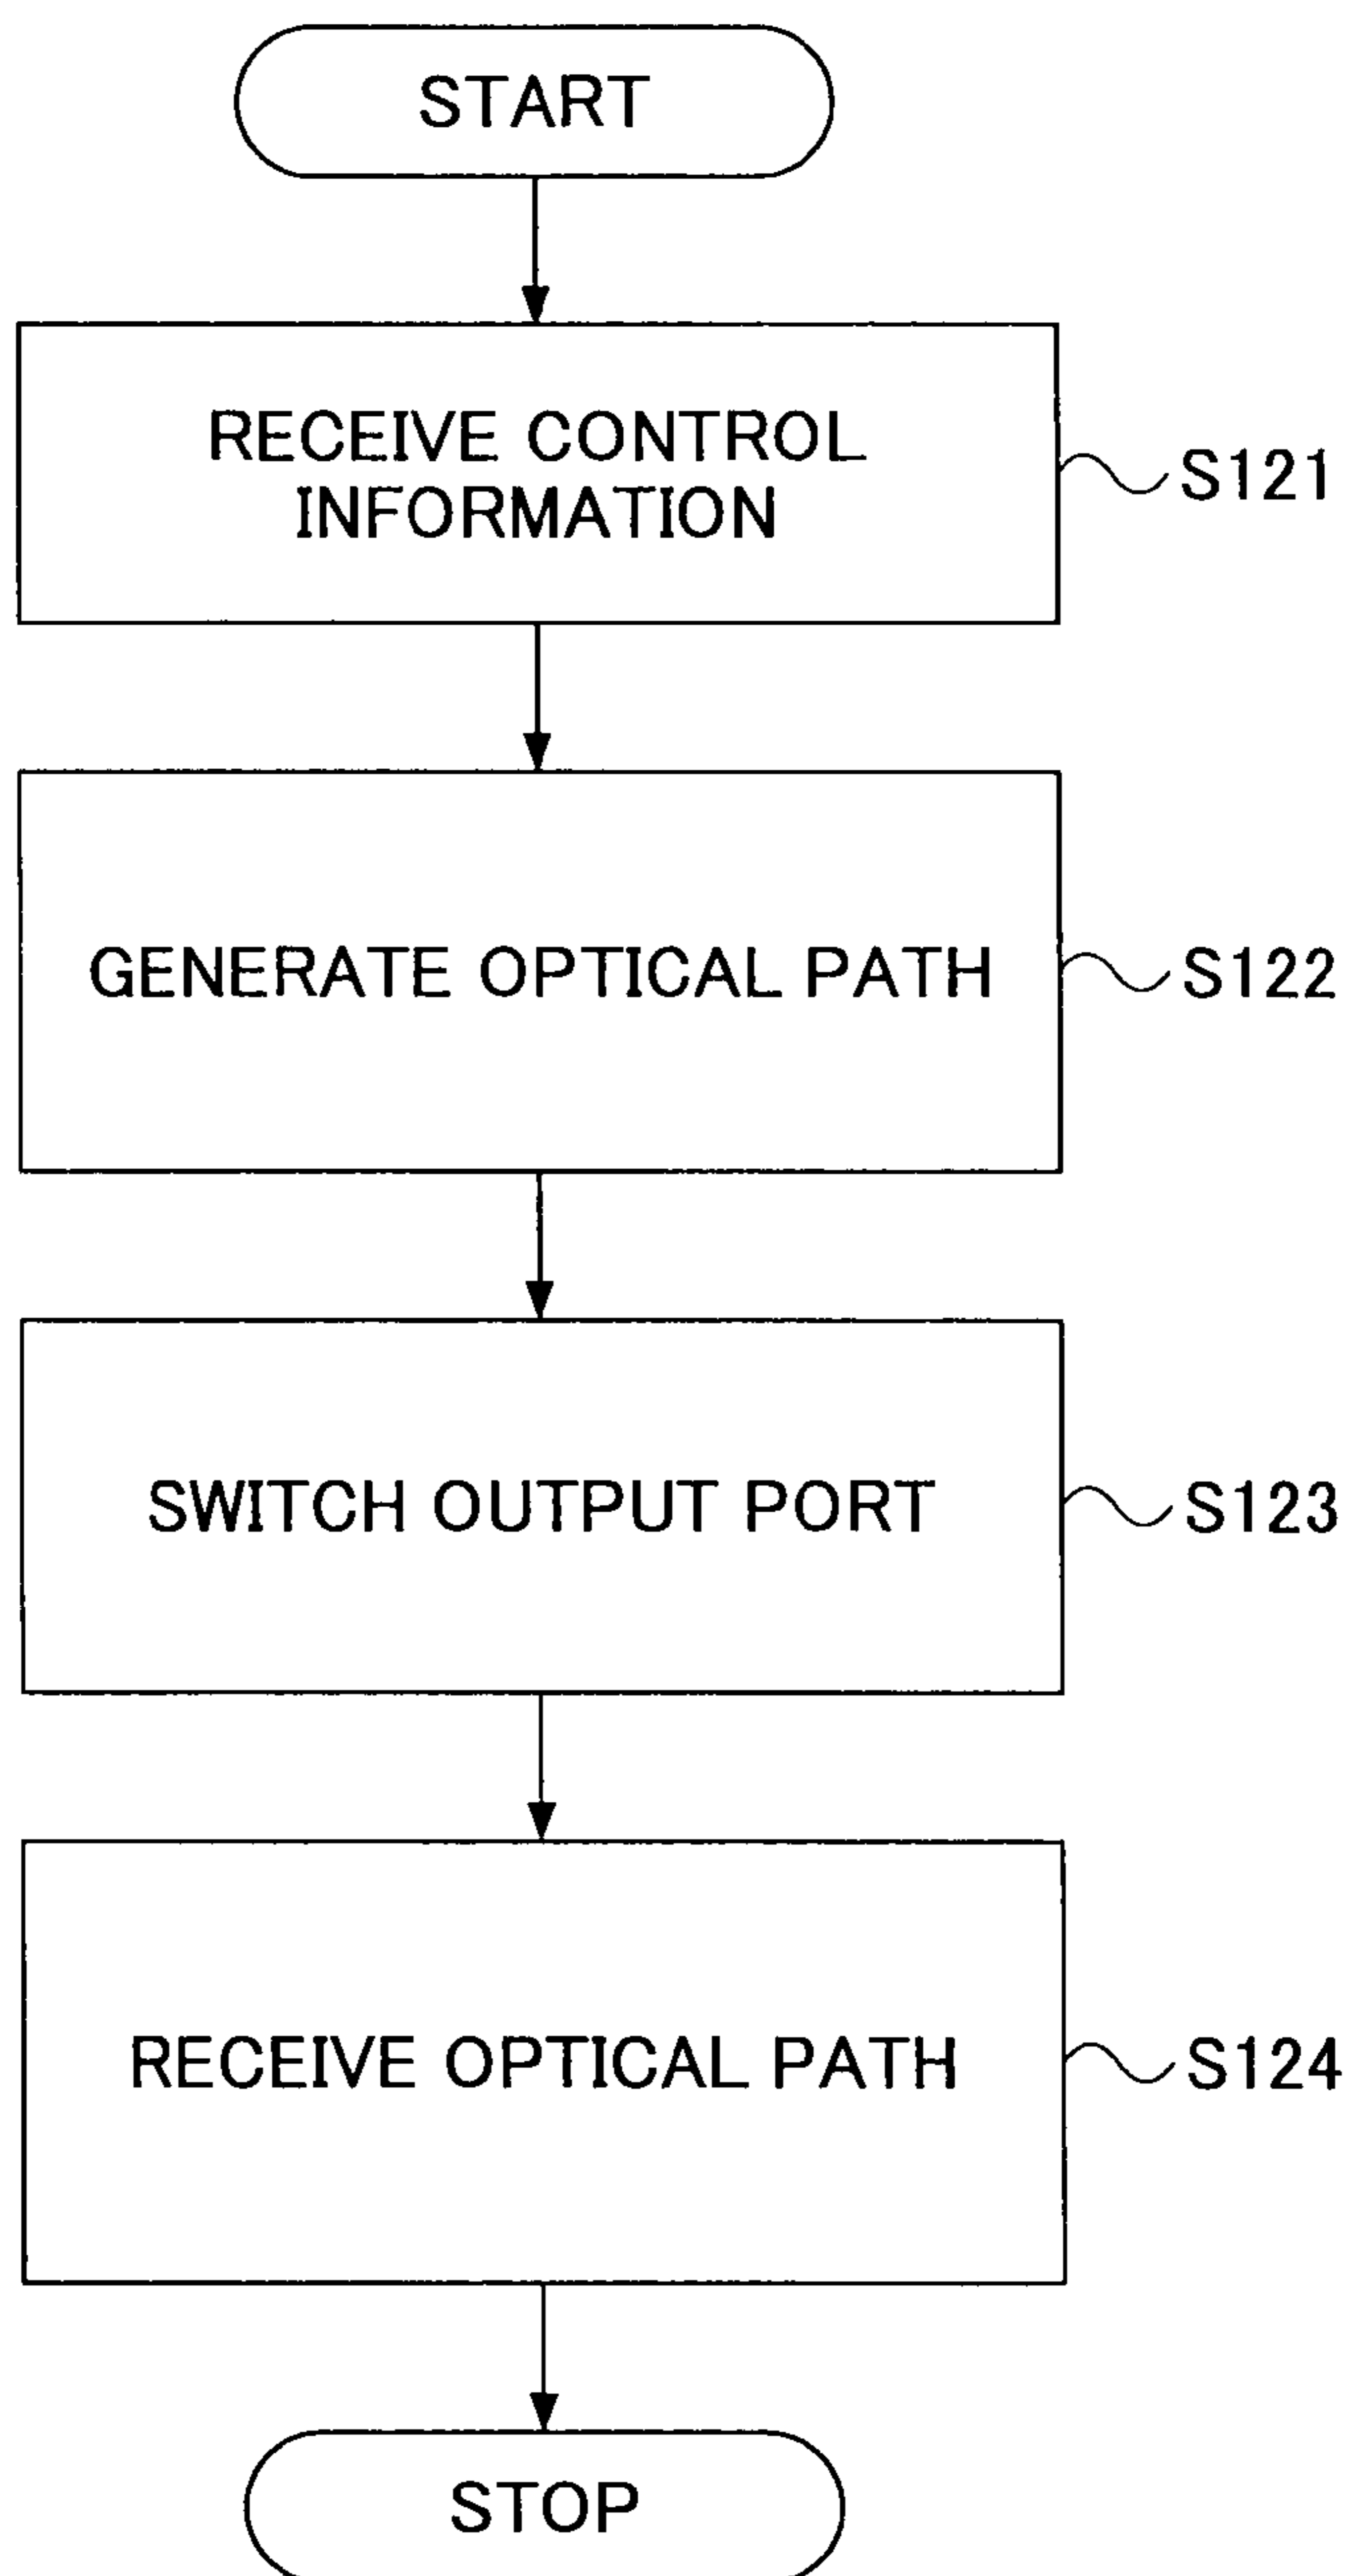 START
RECEIVE CONTROL
INFORMATION
S121
GENERATE OPTICAL PATH
S122
SWITCH OUTPUT PORT
S123
RECEIVE OPTICAL PATH
S124
STOP